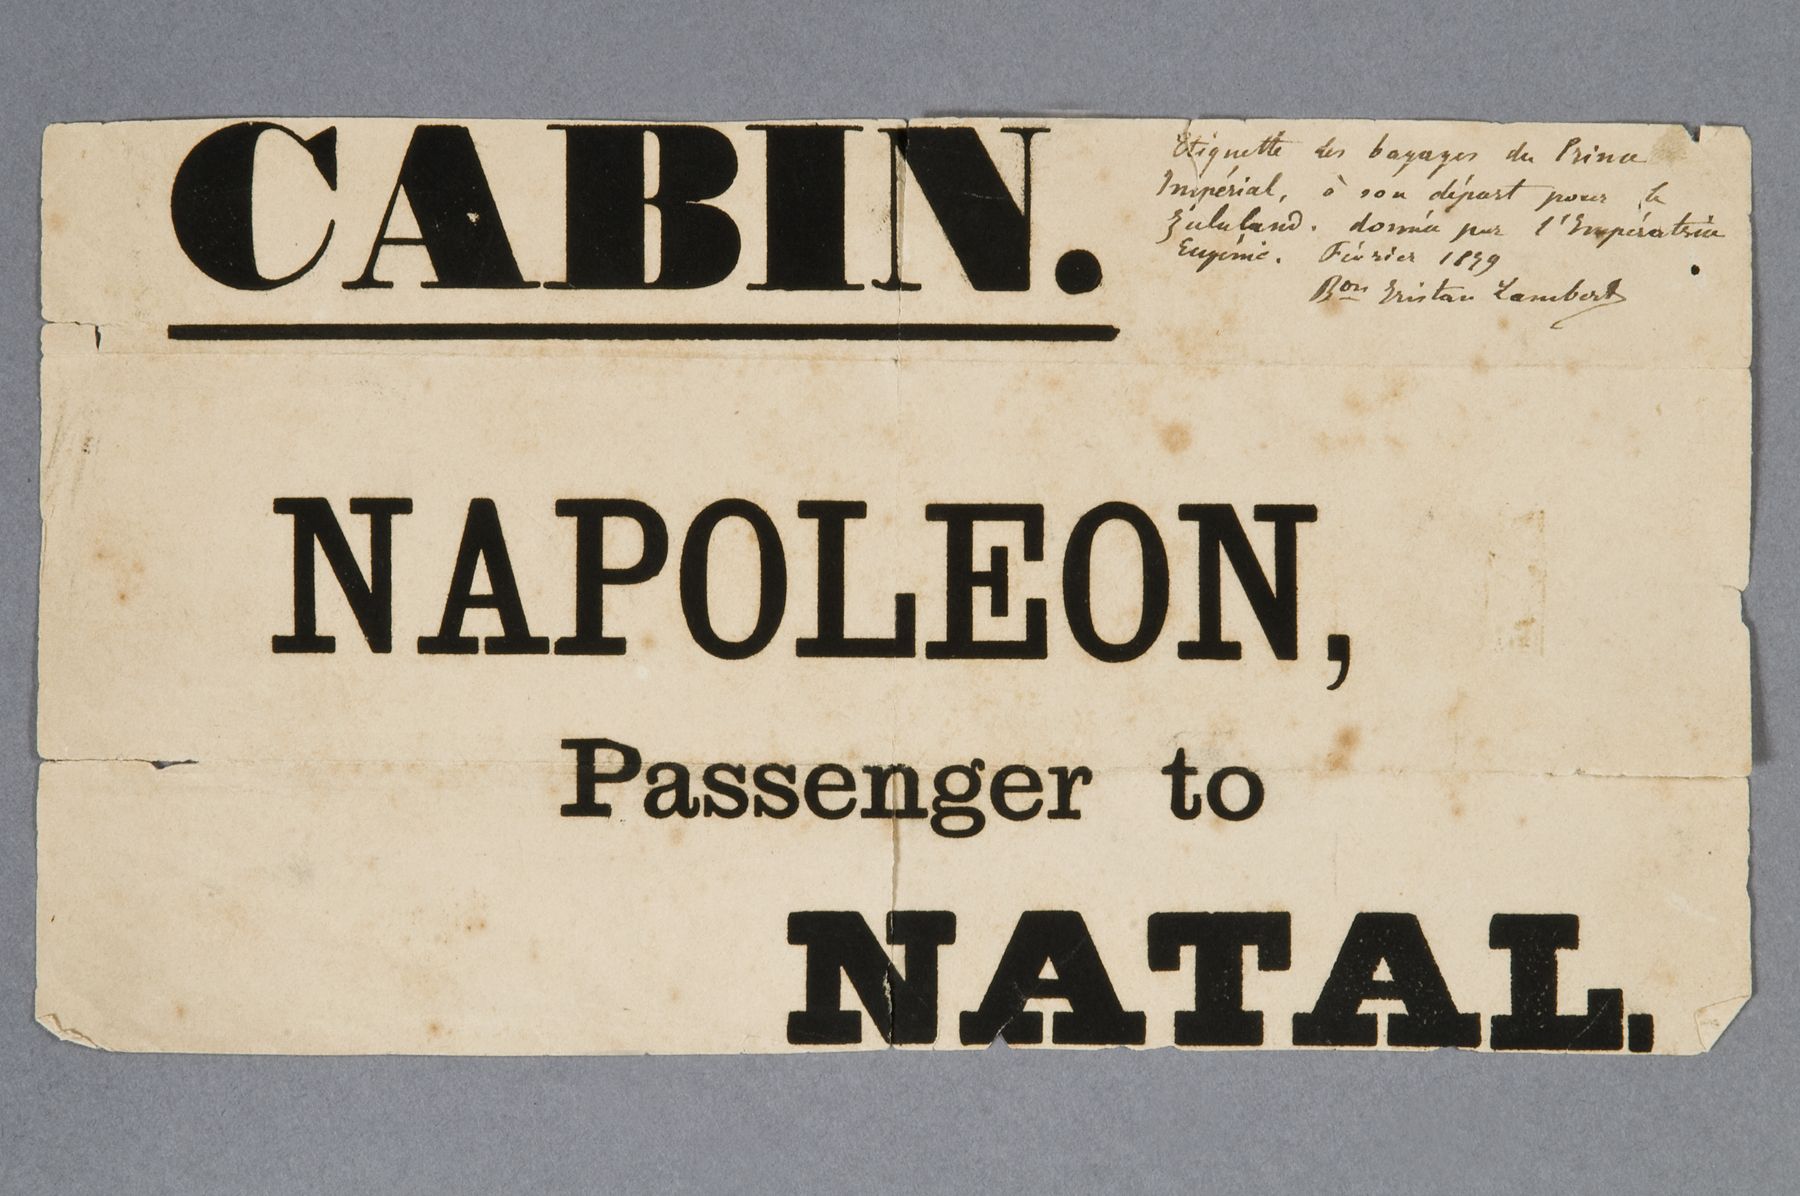 CABIN.
Etiquette des bagages du Prince
Impérial, à son départ pour le
Zululand. donnée par l'Impératrice
Eugénie. Février 1879
Bon Tristan Lambert
NAPOLEON,
Passenger to
NATAL.